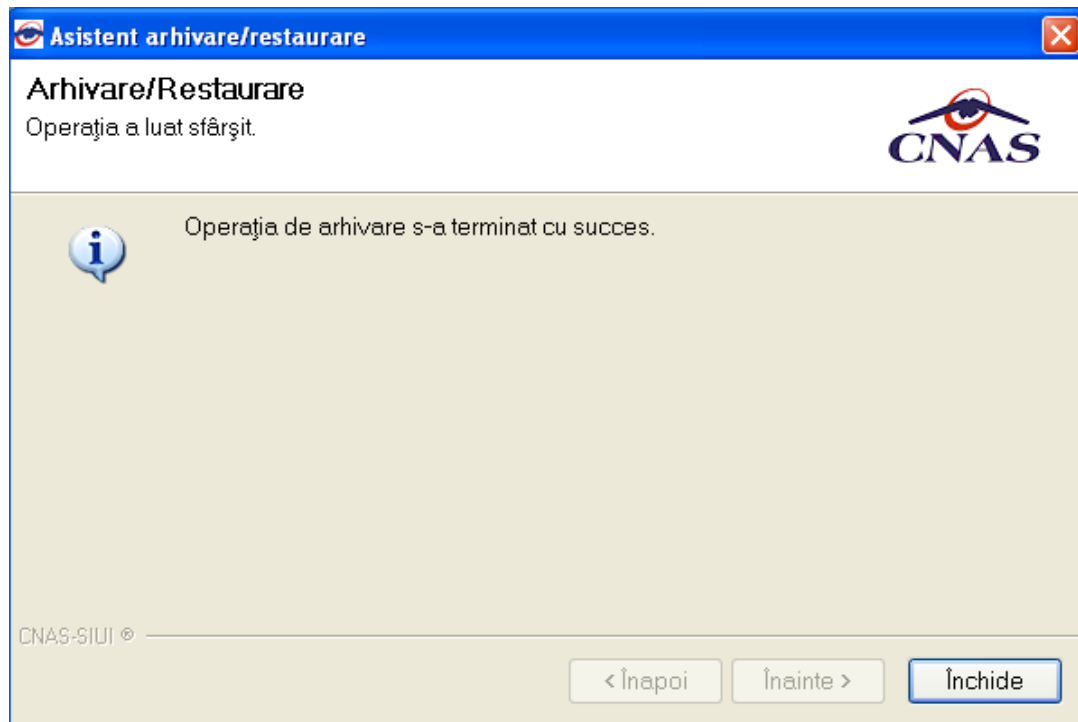 Asistent arhivare/restaurare
Arhivare/Restaurare
Operaţia a luat sfârşit.
CNAS
Operaţia de arhivare s-a terminat cu succes.
CNAS-SIUI ®
< Înapoi
Înainte >
Închide